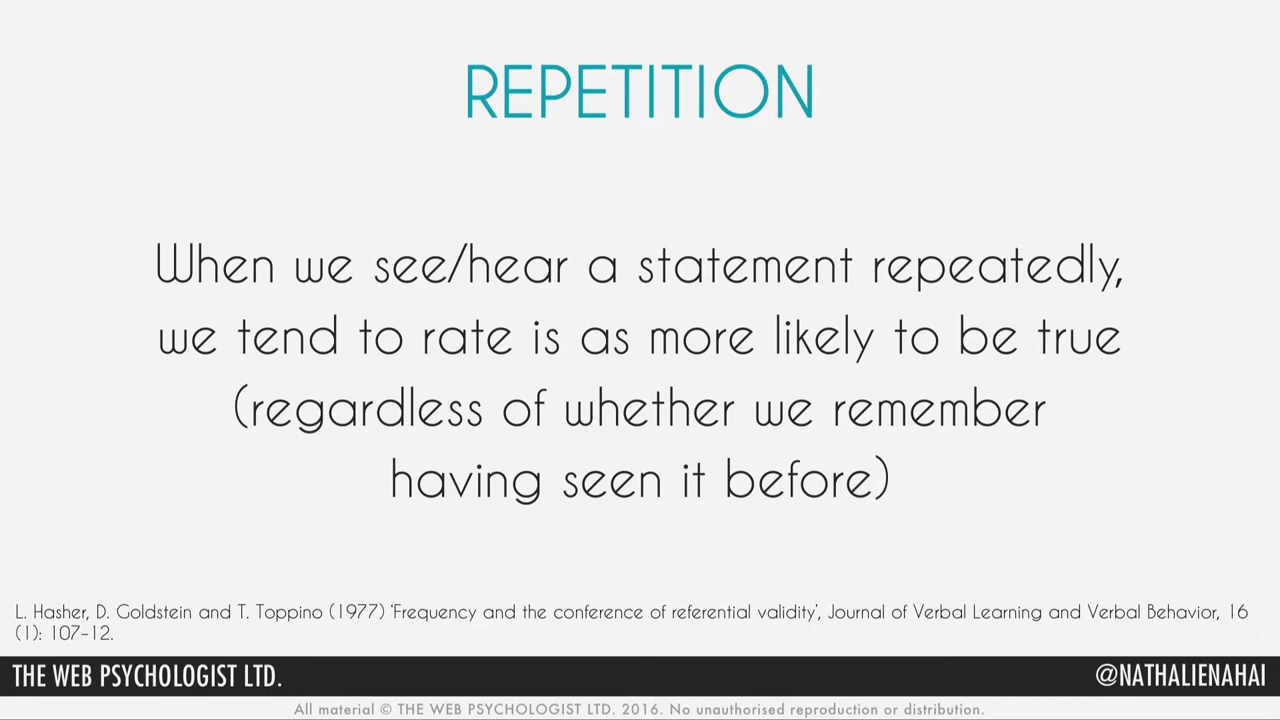 REPETITION
When we see/hear a statement repeatedly,
we tend to rate is as more likely to be true
(regardless of whether we remember
having seen it before)
L. Hasher, D. Goldstein and T. Toppino (1977) 'Frequency and the conference of referential validity', Journal of Verbal Learning and Verbal Behavior, 16
(1): 107–12.
THE WEB PSYCHOLOGIST LTD. @NATHALIENAHAI
All material © THE WEB PSYCHOLOGIST LTD. 2016. No unauthorised reproduction or distribution.